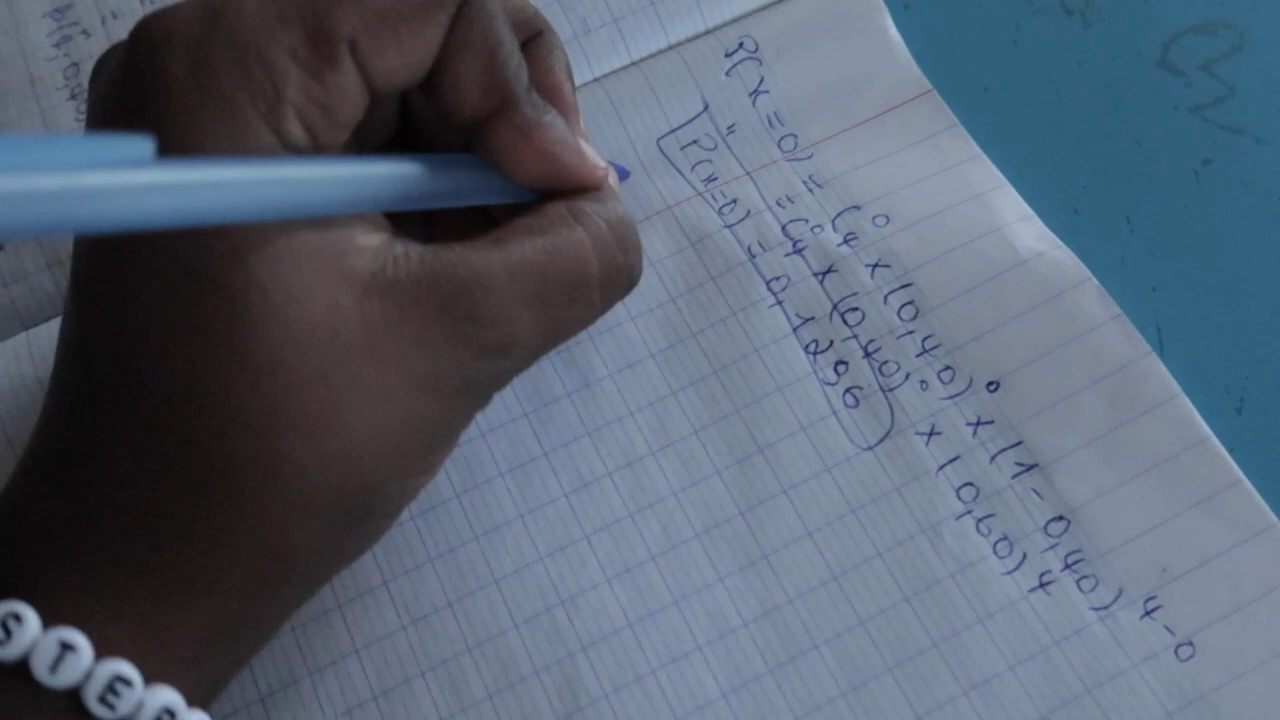 P(x=0) = C₄⁰ × (0,40)⁰ × (1-0,40)⁴⁻⁰
" = C₄⁰ × (0,40)⁰ × (0,60)⁴
P(x=0) = 0,1296
STE